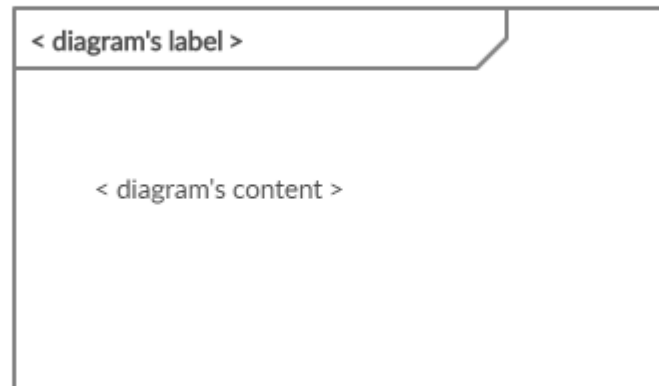 < diagram's label >
< diagram's content >